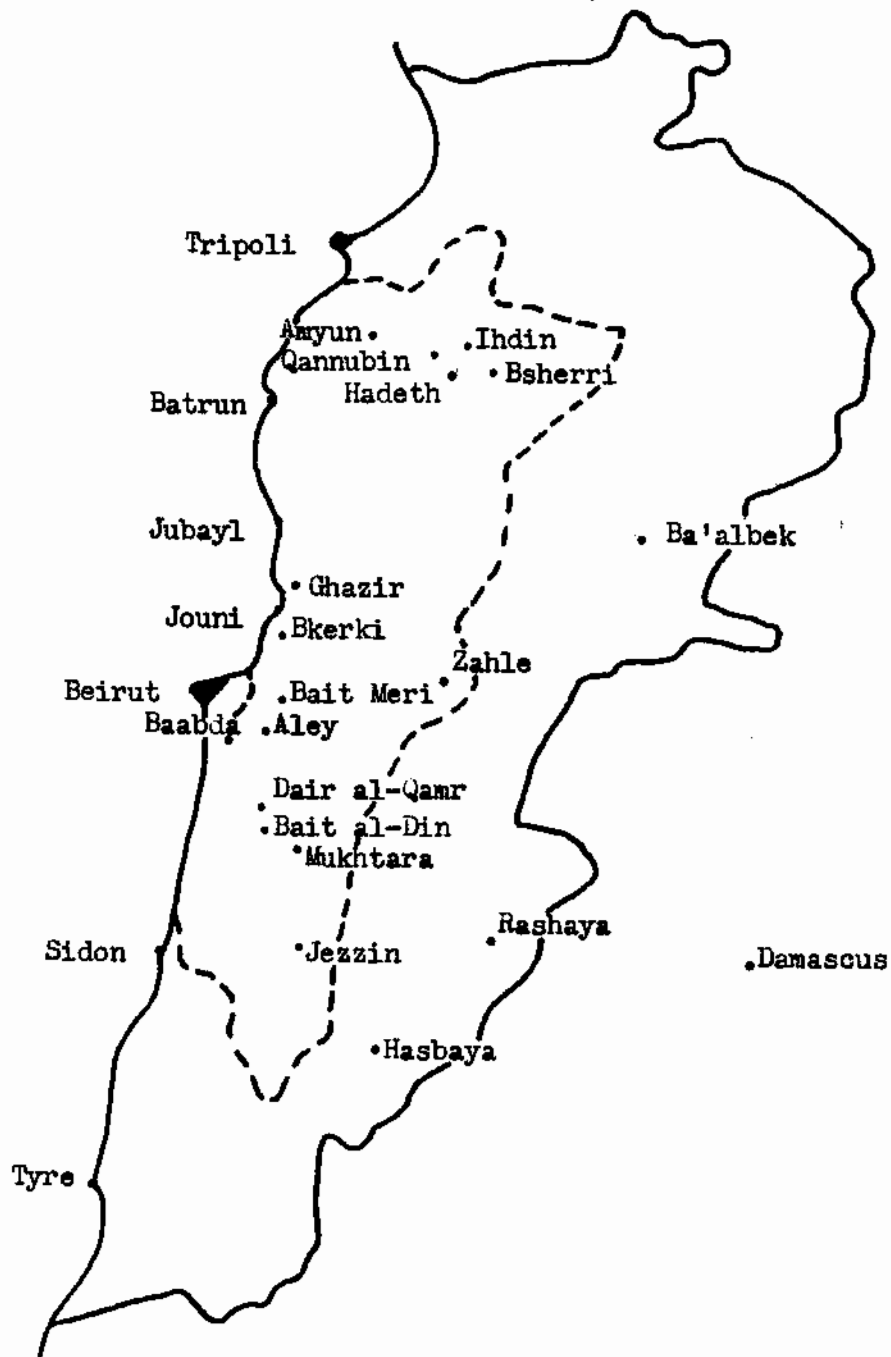 Tripoli
Amyun
Ihdin
Qannubin
Bsherri
Hadeth
Batrun
Jubayl
Ba'albek
Ghazir
Jouni
Bkerki
Zahle
Beirut
Bait Meri
Baabda
Aley
Dair al-Qamr
Bait al-Din
Mukhtara
Rashaya
Sidon
Jezzin
Damascus
Hasbaya
Tyre